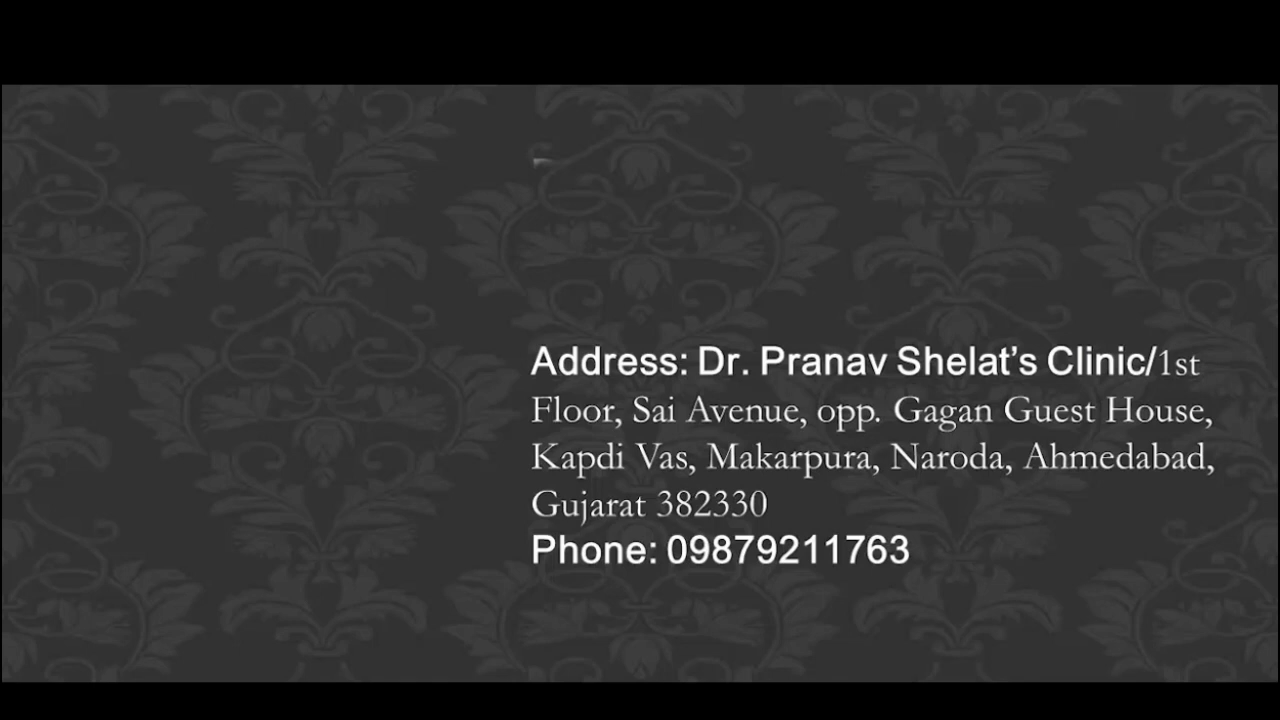 Address: Dr. Pranav Shelat’s Clinic/1st
Floor, Sai Avenue, opp. Gagan Guest House,
Kapdi Vas, Makarpura, Naroda, Ahmedabad,
Gujarat 382330
Phone: 09879211763